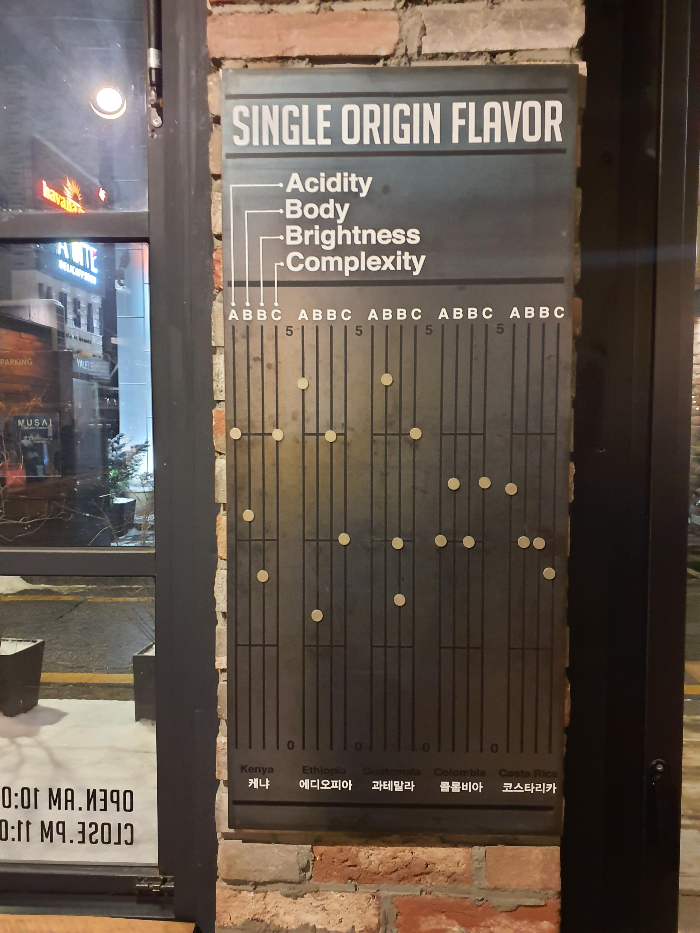 SINGLE ORIGIN FLAVOR
Acidity
Body
Brightness
Complexity
A B B C A B B C A B B C A B B C A B B C
5 5 5 5
0 0 0 0
Kenya Ethiopia Guatemala Colombia Costa Rica
케냐 에디오피아 과테말라 콜롬비아 코스타리카
PARKING
MUSAI
OPEN.AM 10:0
CLOSE.PM 11:0